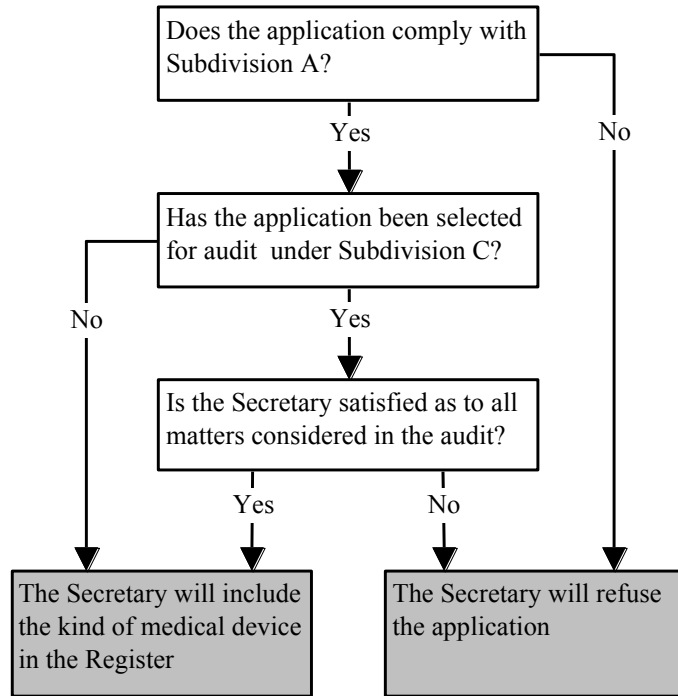 Does the application comply with
Subdivision A?
Yes
No
Has the application been selected
for audit  under Subdivision C?
No
Yes
Is the Secretary satisfied as to all
matters considered in the audit?
Yes
No
The Secretary will include
the kind of medical device
in the Register
The Secretary will refuse
the application